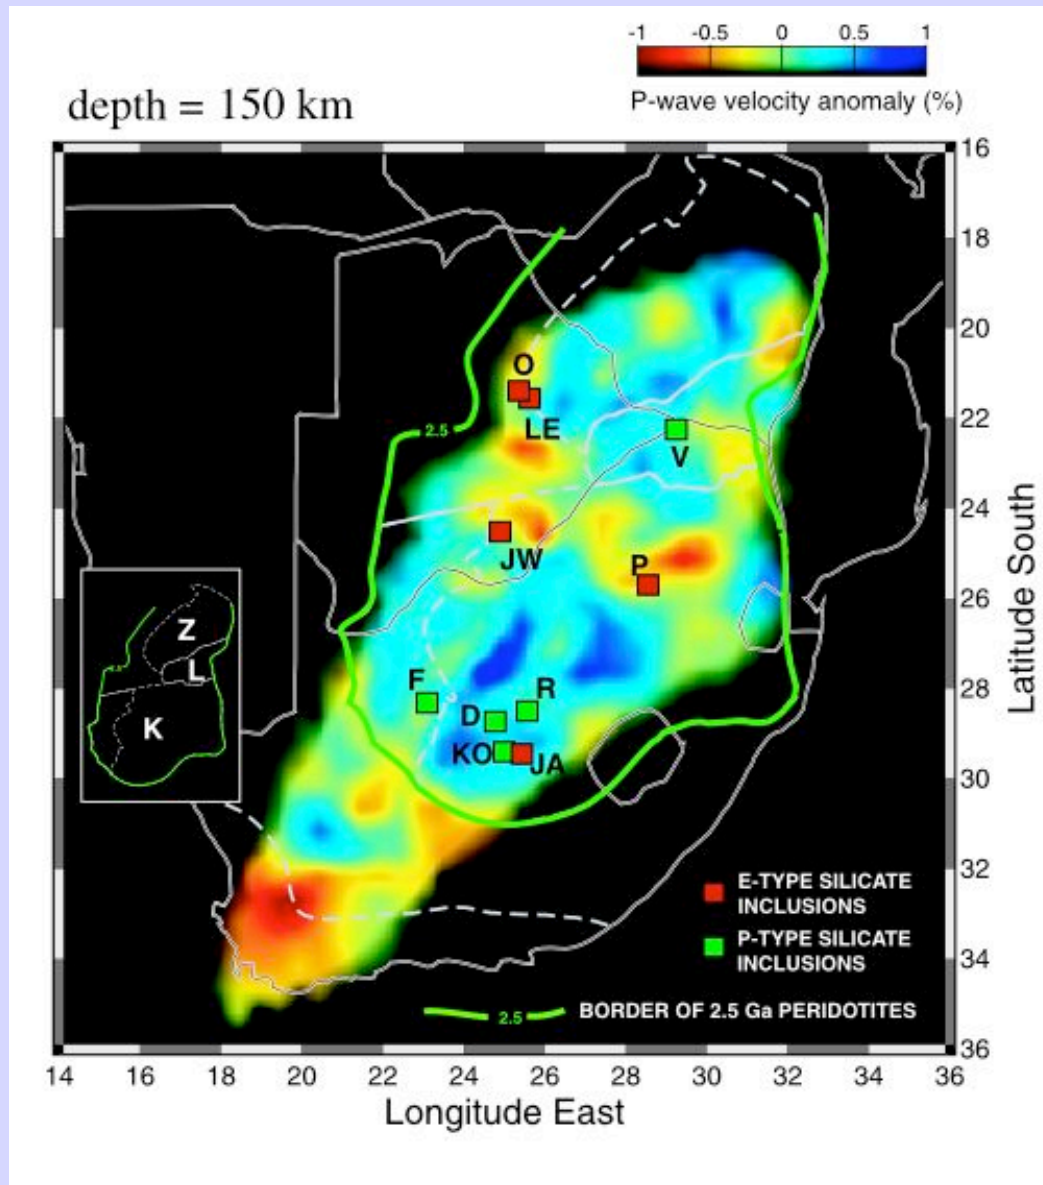 -1 -0.5 0 0.5 1
P-wave velocity anomaly (%)
depth = 150 km
16
18
20
22
24
26
28
30
32
34
36
Latitude South
O
LE
2.5
V
JW
P
F
R
D
KO
JA
Z
L
K
E-TYPE SILICATE
INCLUSIONS
P-TYPE SILICATE
INCLUSIONS
2.5
BORDER OF 2.5 Ga PERIDOTITES
14 16 18 20 22 24 26 28 30 32 34 36
Longitude East